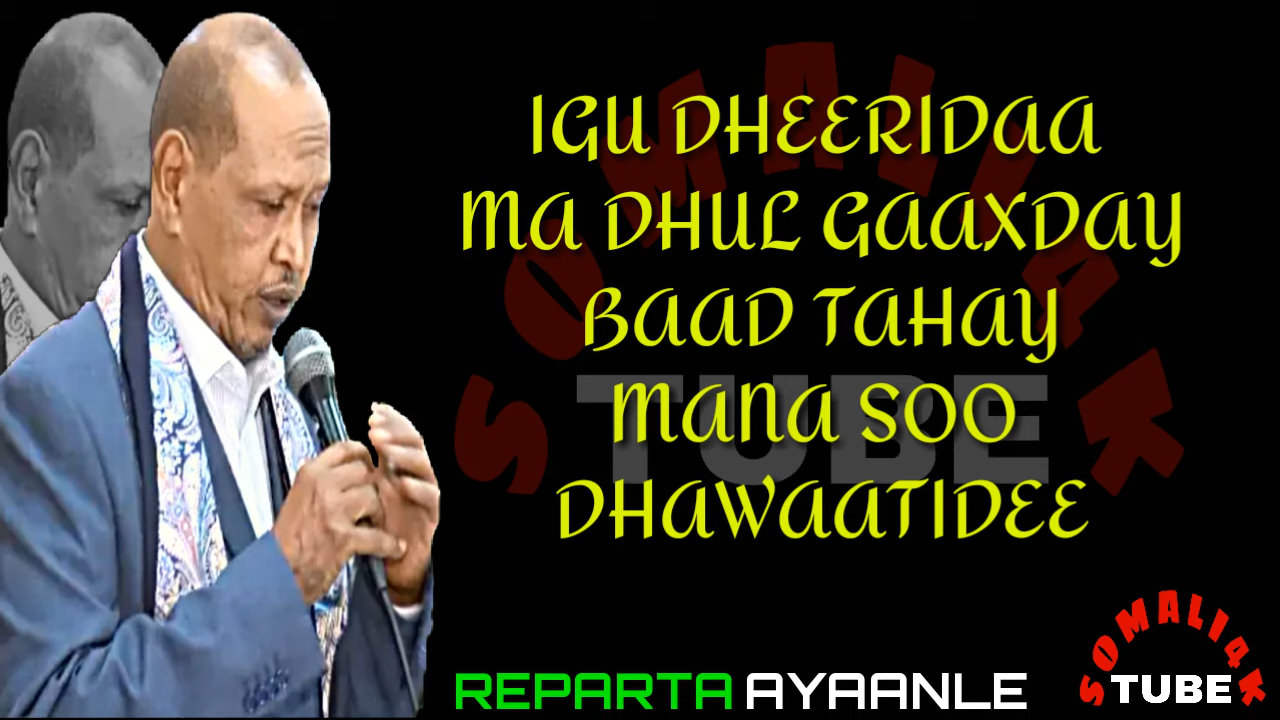 IGU DHEERIDAA
MA DHUL GAAXDAY
BAAD TAHAY
MANA SOO
DHAWAATIDEE
SOMALI4K
TUBE
REPARTA AYAANLE
SOMALI4K
TUBE